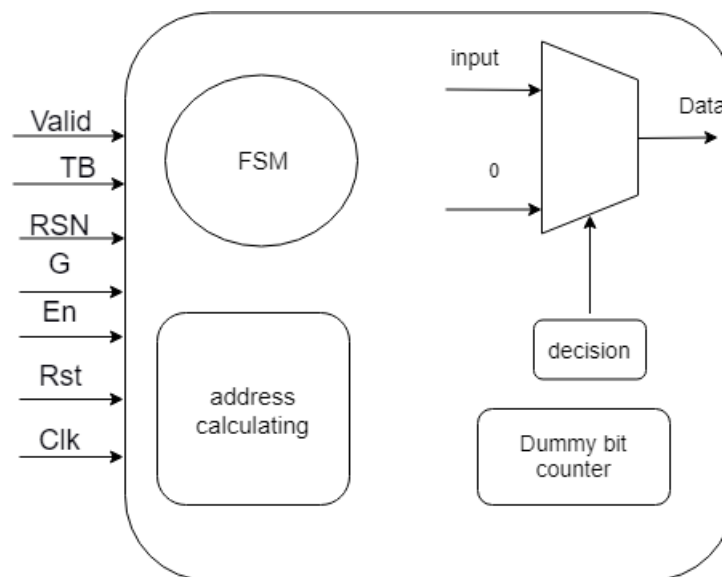 Valid
TB
RSN
G
En
Rst
Clk
FSM
address
calculating
input
0
Data
decision
Dummy bit
counter